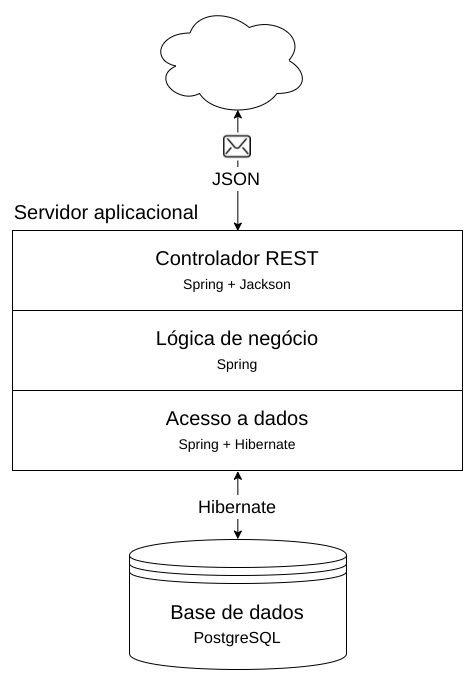 JSON
Servidor aplicacional
Controlador REST
Spring + Jackson
Lógica de negócio
Spring
Acesso a dados
Spring + Hibernate
Hibernate
Base de dados
PostgreSQL